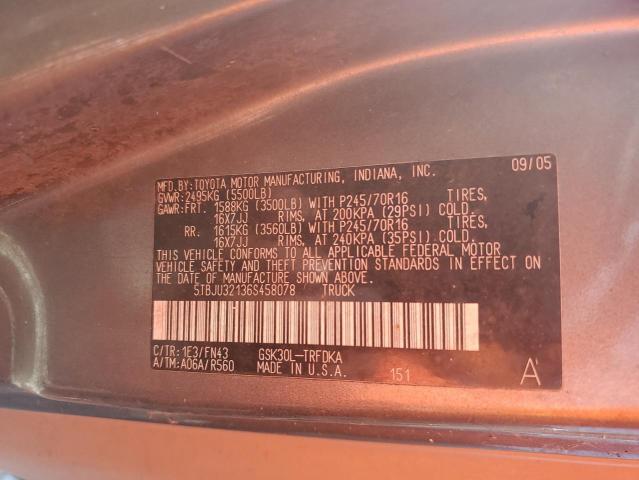 MFD.BY:TOYOTA MOTOR MANUFACTURING, INDIANA, INC. 09/05
GVWR:2495KG (5500LB)
GAWR:FRT. 1588KG (3500LB) WITH P245/70R16 TIRES,
16X7JJ RIMS, AT 200KPA (29PSI) COLD.
RR. 1615KG (3560LB) WITH P245/70R16 TIRES,
16X7JJ RIMS, AT 240KPA (35PSI) COLD.
THIS VEHICLE CONFORMS TO ALL APPLICABLE FEDERAL MOTOR
VEHICLE SAFETY AND THEFT PREVENTION STANDARDS IN EFFECT ON
THE DATE OF MANUFACTURE SHOWN ABOVE.
5TBJU32136S458078 TRUCK
C/TR:1E3/FN43 GSK30L-TRFDKA
A/TM:A06A/R560 MADE IN U.S.A. 151 A